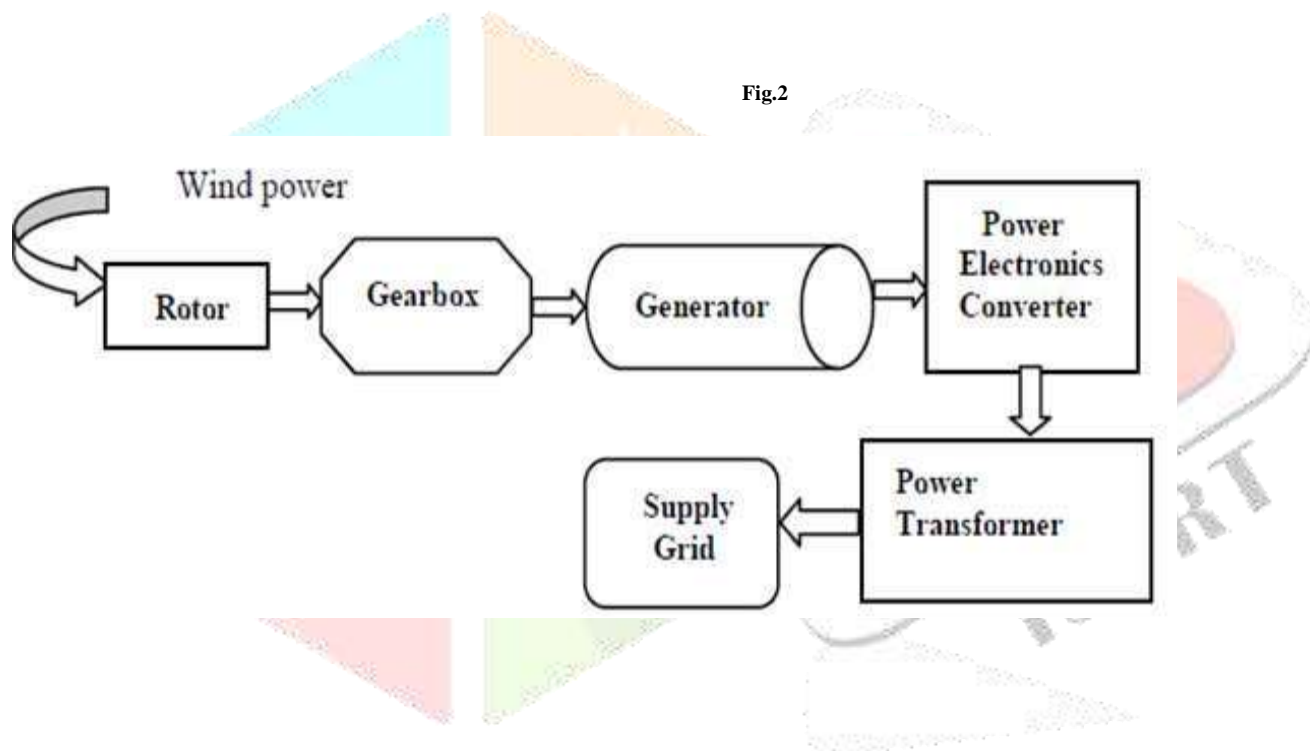 Fig.2
Wind power
Rotor
Gearbox
Generator
Power
Electronics
Converter
Power
Transformer
Supply
Grid